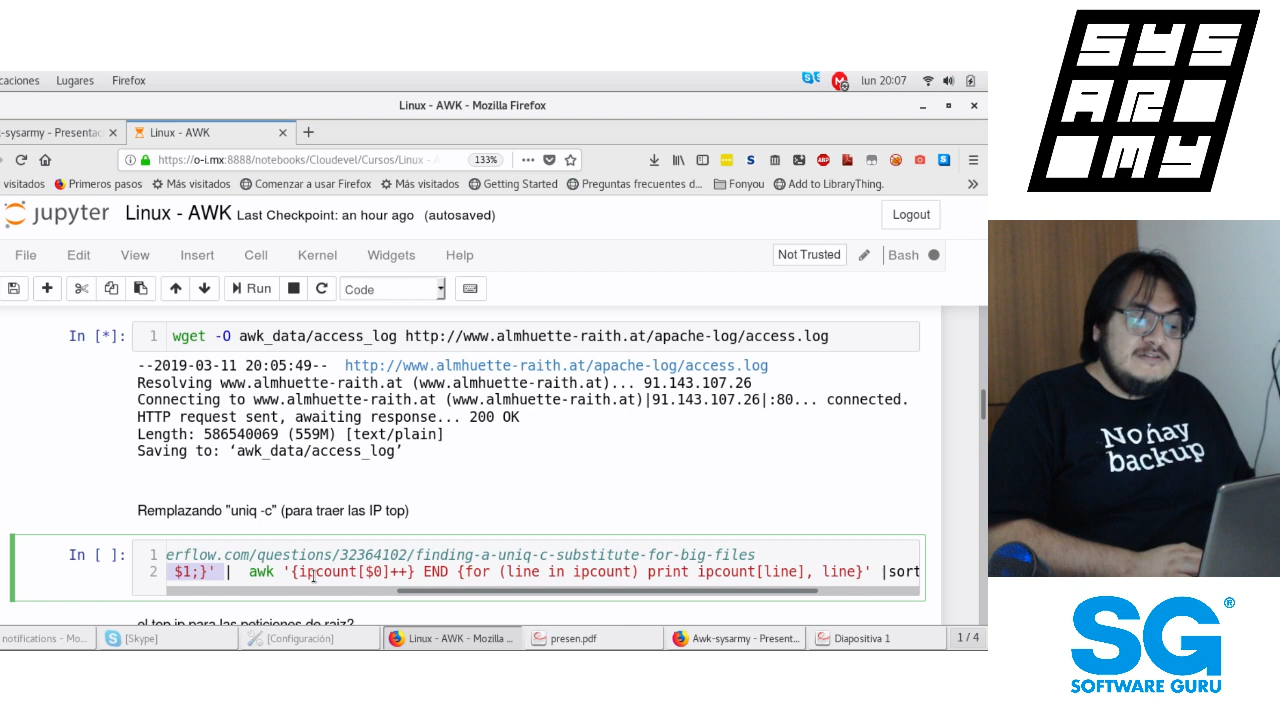 caciones Lugares Firefox lun 20:07
Linux - AWK - Mozilla Firefox
-sysarmy - Presentac Linux - AWK
https://o-i.mx:8888/notebooks/Cloudevel/Cursos/Linux - A 133%
visitados Primeros pasos Más visitados Comenzar a usar Firefox Más visitados Getting Started Preguntas frecuentes d... Fonyou Add to LibraryThing.
jupyter Linux - AWK Last Checkpoint: an hour ago (autosaved) Logout
File Edit View Insert Cell Kernel Widgets Help Not Trusted Bash
Run Code
In [*]: 1 wget -O awk_data/access_log http://www.almhuette-raith.at/apache-log/access.log
--2019-03-11 20:05:49-- http://www.almhuette-raith.at/apache-log/access.log
Resolving www.almhuette-raith.at (www.almhuette-raith.at)... 91.143.107.26
Connecting to www.almhuette-raith.at (www.almhuette-raith.at)|91.143.107.26|:80... connected.
HTTP request sent, awaiting response... 200 OK
Length: 586540069 (559M) [text/plain]
Saving to: ‘awk_data/access_log’
Remplazando "uniq -c" (para traer las IP top)
In [ ]: 1 erflow.com/questions/32364102/finding-a-uniq-c-substitute-for-big-files
2 $1;}' | awk '{ipcount[$0]++} END {for (line in ipcount) print ipcount[line], line}' |sort
el top ip para las peticiones de raiz?
notifications - Mo... [Skype] [Configuración] Linux - AWK - Mozilla ... presen.pdf Awk-sysarmy - Present... Diapositiva 1 1 / 4
SYS
AR
MY
No hay
backup
SG®
SOFTWARE GURU